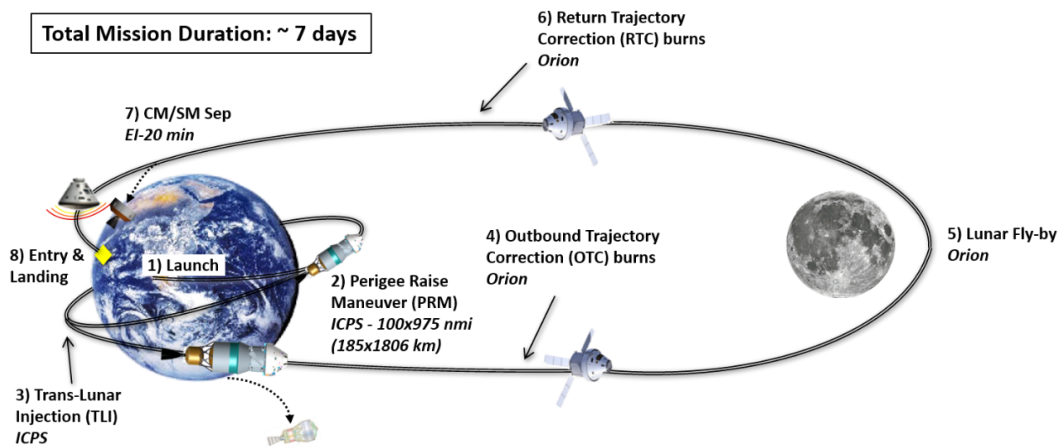 Total Mission Duration: ~ 7 days
6) Return Trajectory
Correction (RTC) burns
Orion
7) CM/SM Sep
EI-20 min
8) Entry &
Landing
1) Launch
2) Perigee Raise
Maneuver (PRM)
ICPS - 100x975 nmi
(185x1806 km)
4) Outbound Trajectory
Correction (OTC) burns
Orion
5) Lunar Fly-by
Orion
3) Trans-Lunar
Injection (TLI)
ICPS